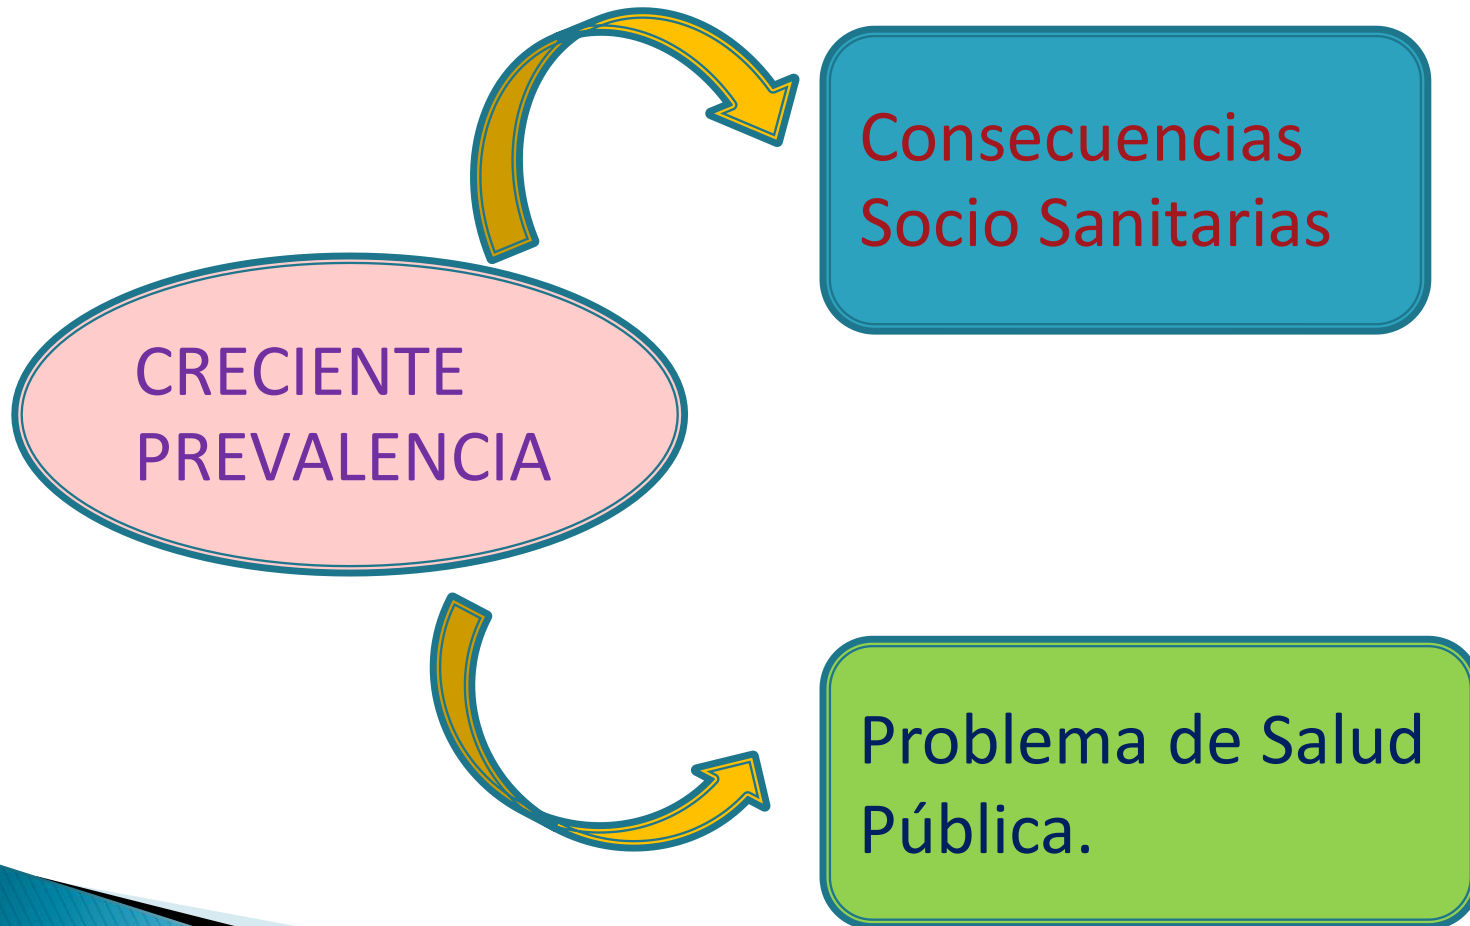 Consecuencias
Socio Sanitarias
CRECIENTE
PREVALENCIA
Problema de Salud
Pública.